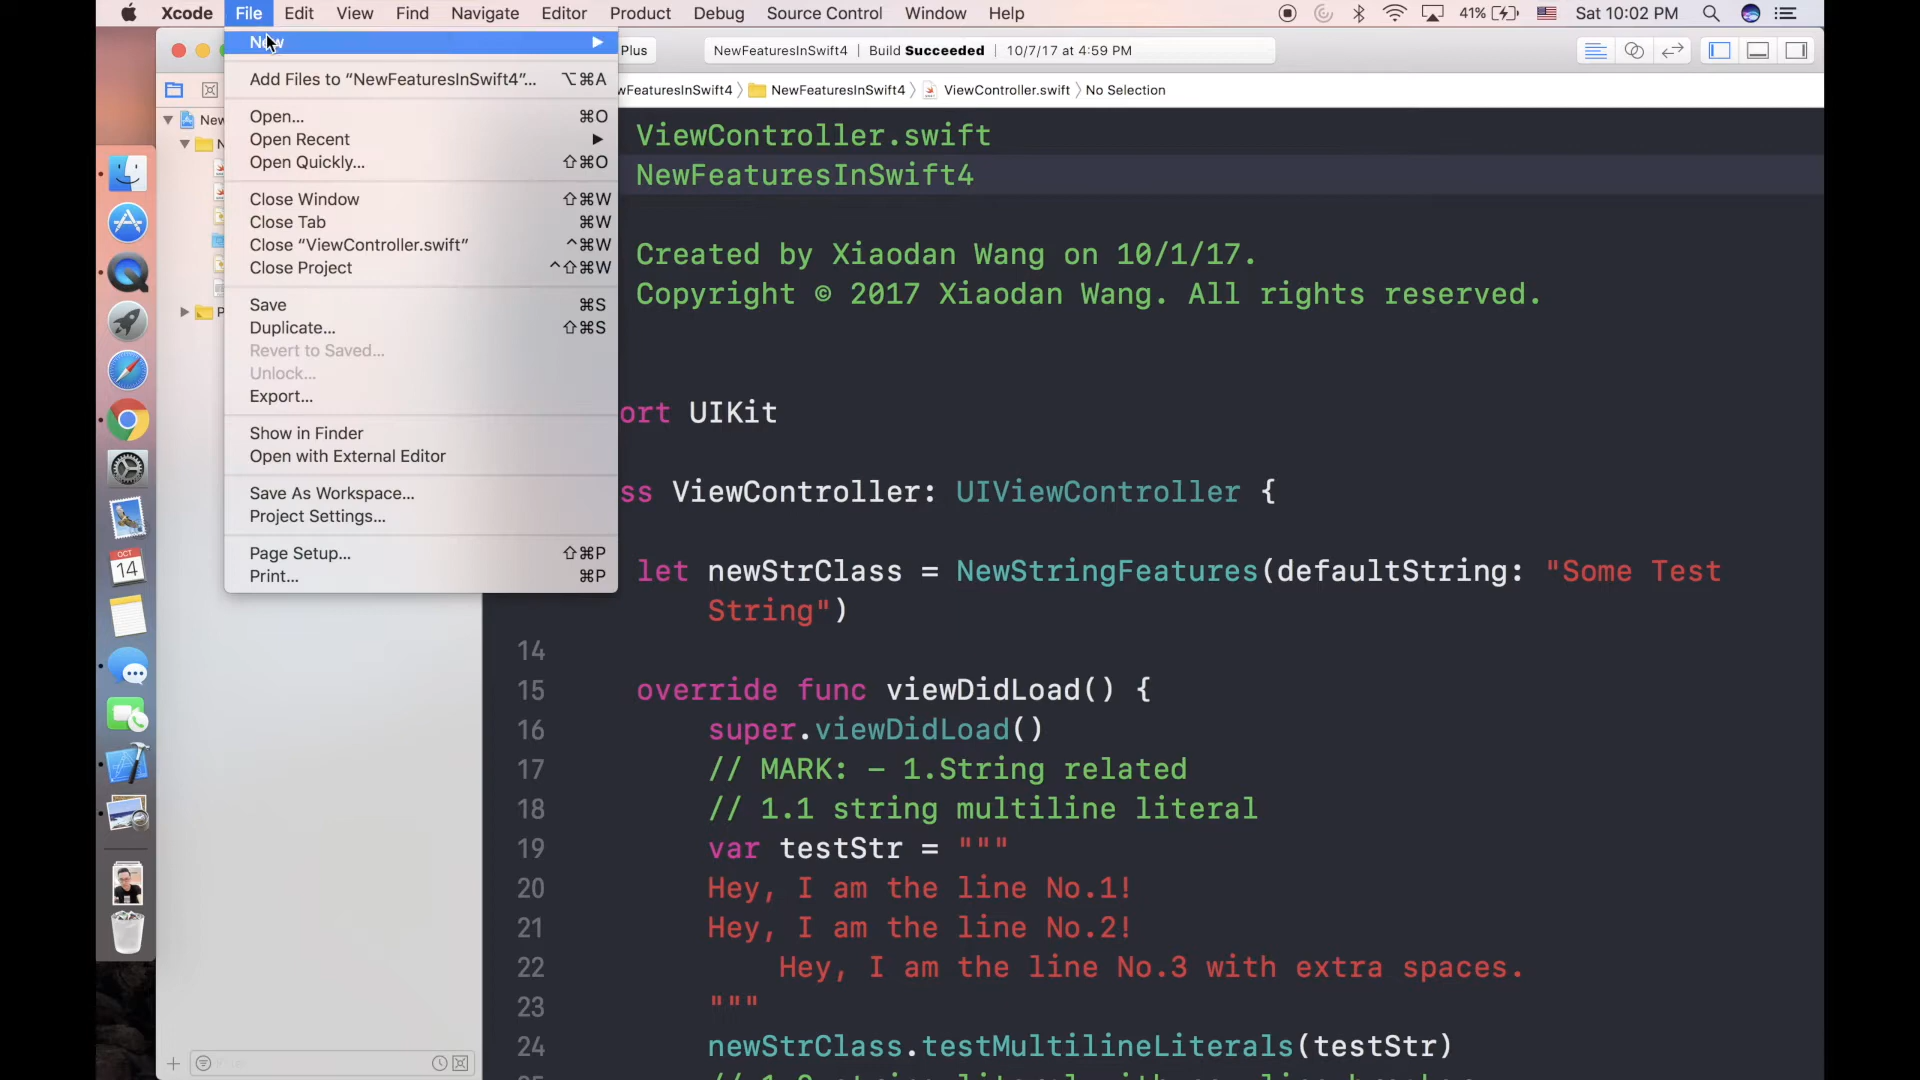 Xcode File Edit View Find Navigate Editor Product Debug Source Control Window Help 41% Sat 10:02 PM
New
Plus NewFeaturesInSwift4 Build Succeeded 10/7/17 at 4:59 PM
Add Files to “NewFeaturesInSwift4”... ⌥⌘A
Open... ⌘O
Open Recent
Open Quickly... ⇧⌘O
Close Window ⇧⌘W
Close Tab ⌘W
Close “ViewController.swift” ^⌘W
Close Project ^⇧⌘W
Save ⌘S
Duplicate... ⇧⌘S
Revert to Saved...
Unlock...
Export...
Show in Finder
Open with External Editor
Save As Workspace...
Project Settings...
Page Setup... ⇧⌘P
Print... ⌘P
New
wFeaturesInSwift4 NewFeaturesInSwift4 ViewController.swift No Selection
ViewController.swift
NewFeaturesInSwift4
Created by Xiaodan Wang on 10/1/17.
Copyright © 2017 Xiaodan Wang. All rights reserved.
ort UIKit
ss ViewController: UIViewController {
let newStrClass = NewStringFeatures(defaultString: "Some Test
String")
14
15 override func viewDidLoad() {
16 super.viewDidLoad()
17 // MARK: - 1.String related
18 // 1.1 string multiline literal
19 var testStr = """
20 Hey, I am the line No.1!
21 Hey, I am the line No.2!
22 Hey, I am the line No.3 with extra spaces.
23 """
24 newStrClass.testMultilineLiterals(testStr)
OCT
14